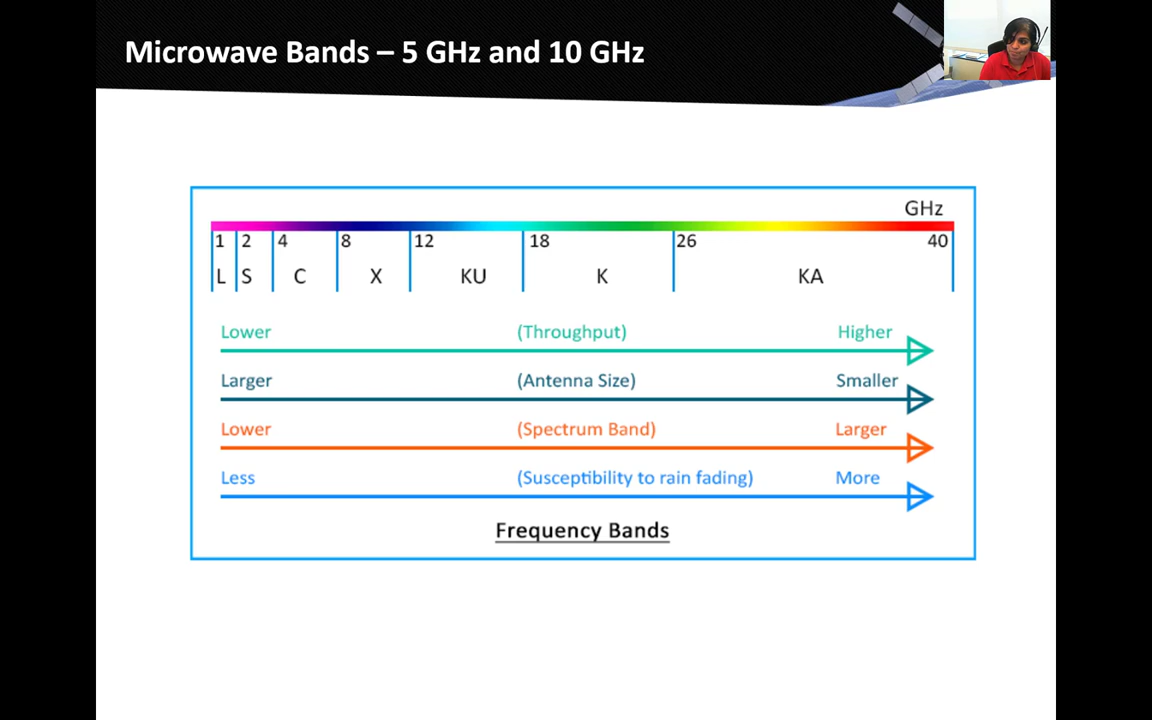 Microwave Bands – 5 GHz and 10 GHz
GHz
1 2 4 8 12 18 26 40
L S C X KU K KA
Lower (Throughput) Higher
Larger (Antenna Size) Smaller
Lower (Spectrum Band) Larger
Less (Susceptibility to rain fading) More
Frequency Bands